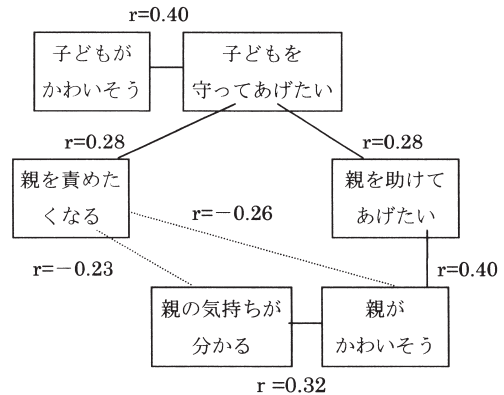 r=0.40
子どもが
かわいそう
子どもを
守ってあげたい
r=0.28
r=0.28
親を責めた
くなる
親を助けて
あげたい
r=−0.26
r=−0.23
r=0.40
親の気持ちが
分かる
親が
かわいそう
r =0.32